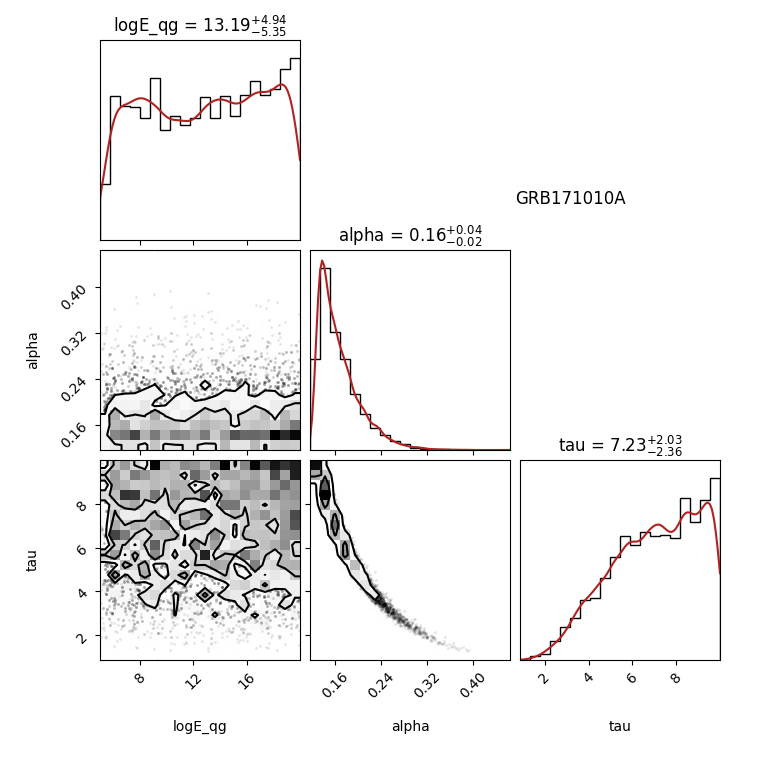 logE_qg = 13.19+4.94−5.35
GRB171010A
alpha = 0.16+0.04−0.02
alpha
0.40
0.32
0.24
0.16
tau = 7.23+2.03−2.36
tau
8
6
4
2
8 12 16
0.16 0.24 0.32 0.40
2 4 6 8
logE_qg alpha tau